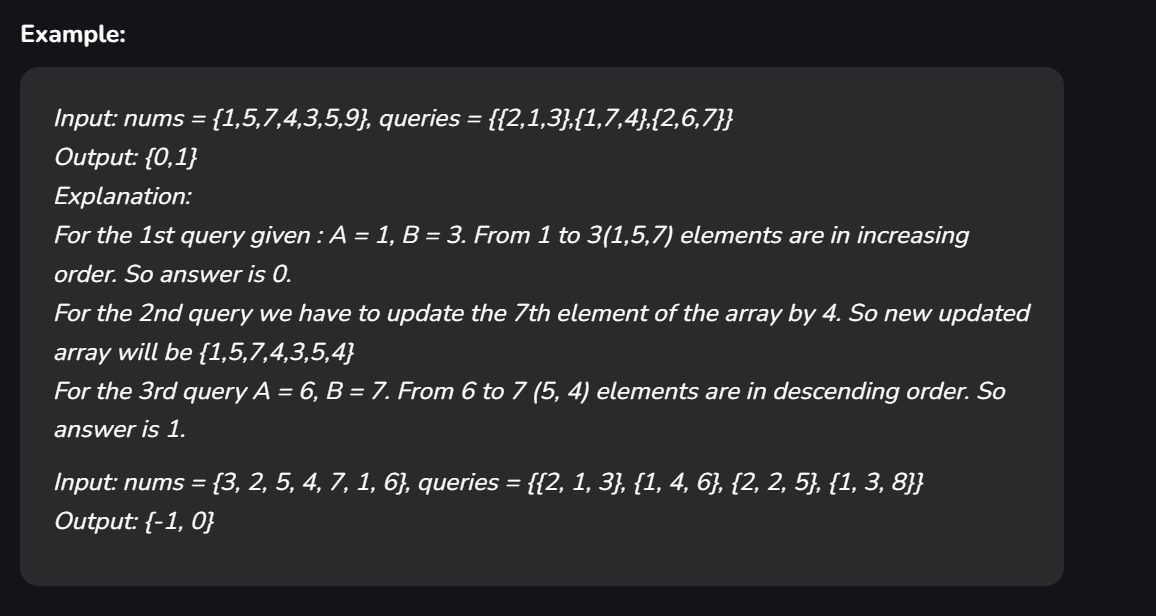 Example:
Input: nums = {1,5,7,4,3,5,9}, queries = {{2,1,3},{1,7,4},{2,6,7}}
Output: {0,1}
Explanation:
For the 1st query given : A = 1, B = 3. From 1 to 3(1,5,7) elements are in increasing
order. So answer is 0.
For the 2nd query we have to update the 7th element of the array by 4. So new updated
array will be {1,5,7,4,3,5,4}
For the 3rd query A = 6, B = 7. From 6 to 7 (5, 4) elements are in descending order. So
answer is 1.
Input: nums = {3, 2, 5, 4, 7, 1, 6}, queries = {{2, 1, 3}, {1, 4, 6}, {2, 2, 5}, {1, 3, 8}}
Output: {-1, 0}